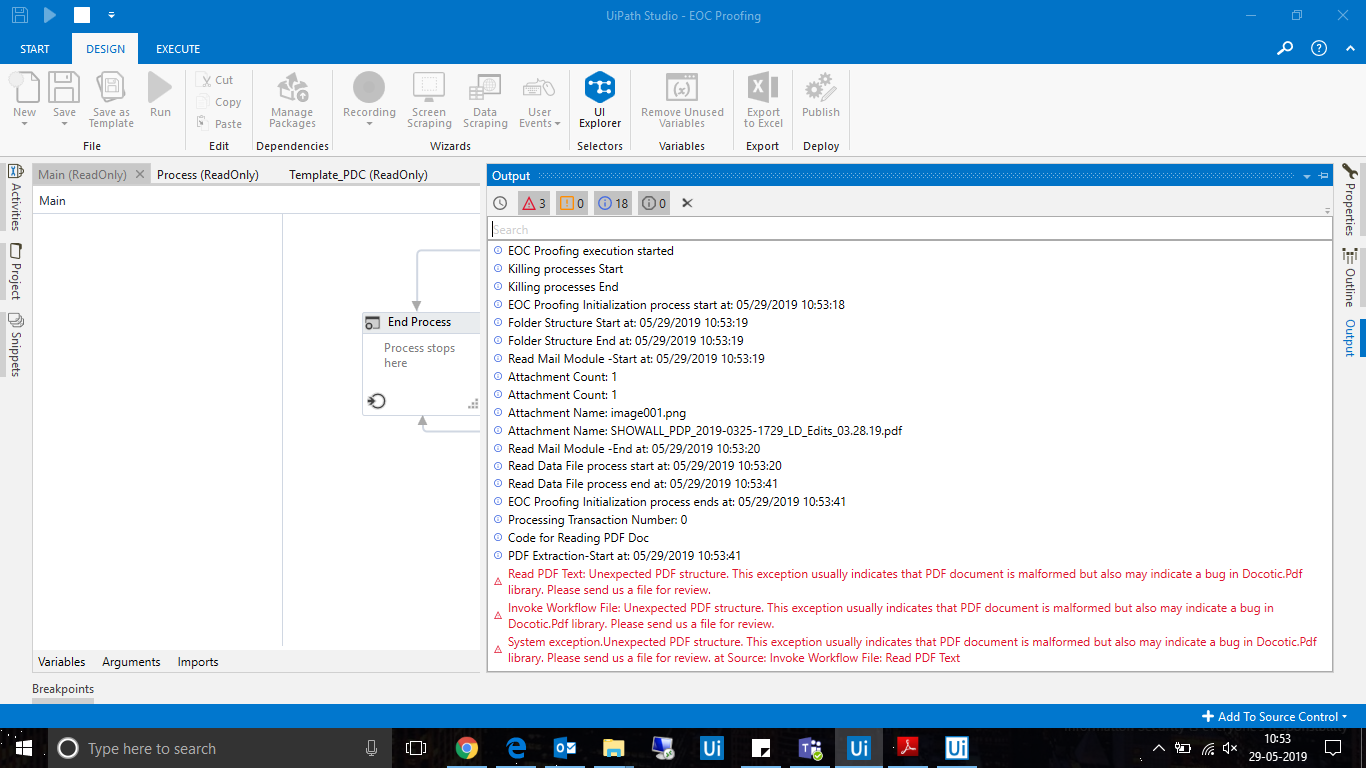 UiPath Studio - EOC Proofing
START DESIGN EXECUTE
New Save Save as Template Run
File
Cut
Copy
Paste
Edit
Manage Packages
Dependencies
Recording Screen Scraping Data Scraping User Events
Wizards
UI Explorer
Selectors
Remove Unused Variables
Variables
Export to Excel
Export
Publish
Deploy
Activities
Project
Snippets
Main (ReadOnly) Process (ReadOnly) Template_PDC (ReadOnly)
Main
End Process
Process stops
here
Variables Arguments Imports
Breakpoints
Output
3 0 18 0
Search
EOC Proofing execution started
Killing processes Start
Killing processes End
EOC Proofing Initialization process start at: 05/29/2019 10:53:18
Folder Structure Start at: 05/29/2019 10:53:19
Folder Structure End at: 05/29/2019 10:53:19
Read Mail Module -Start at: 05/29/2019 10:53:19
Attachment Count: 1
Attachment Count: 1
Attachment Name: image001.png
Attachment Name: SHOWALL_PDP_2019-0325-1729_LD_Edits_03.28.19.pdf
Read Mail Module -End at: 05/29/2019 10:53:20
Read Data File process start at: 05/29/2019 10:53:20
Read Data File process end at: 05/29/2019 10:53:41
EOC Proofing Initialization process ends at: 05/29/2019 10:53:41
Processing Transaction Number: 0
Code for Reading PDF Doc
PDF Extraction-Start at: 05/29/2019 10:53:41
Read PDF Text: Unexpected PDF structure. This exception usually indicates that PDF document is malformed but also may indicate a bug in Docotic.Pdf
library. Please send us a file for review.
Invoke Workflow File: Unexpected PDF structure. This exception usually indicates that PDF document is malformed but also may indicate a bug in
Docotic.Pdf library. Please send us a file for review.
System exception.Unexpected PDF structure. This exception usually indicates that PDF document is malformed but also may indicate a bug in Docotic.Pdf
library. Please send us a file for review. at Source: Invoke Workflow File: Read PDF Text
Properties
Outline
Output
Add To Source Control
Type here to search
Ui
Ui
Ui
10:53
29-05-2019